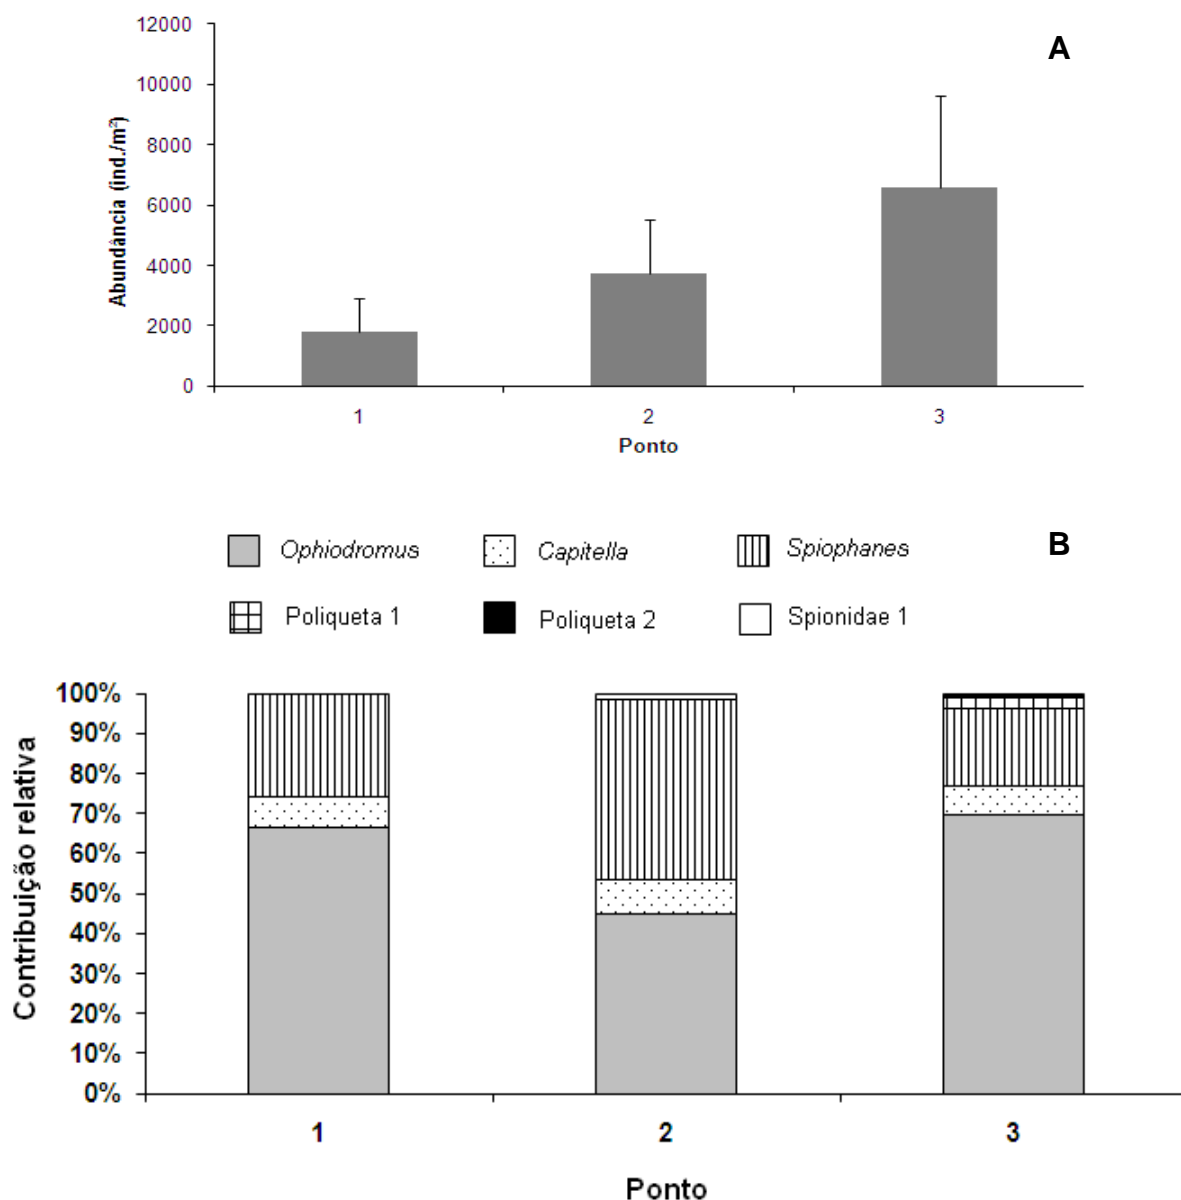 12000
A
10000
8000
6000
4000
2000
0
Abundância (ind./m²)
1 2 3
Ponto
B
Ophiodromus Capitella Spiophanes
Poliqueta 1 Poliqueta 2 Spionidae 1
100%
90%
80%
70%
60%
50%
40%
30%
20%
10%
0%
Contribuição relativa
1 2 3
Ponto